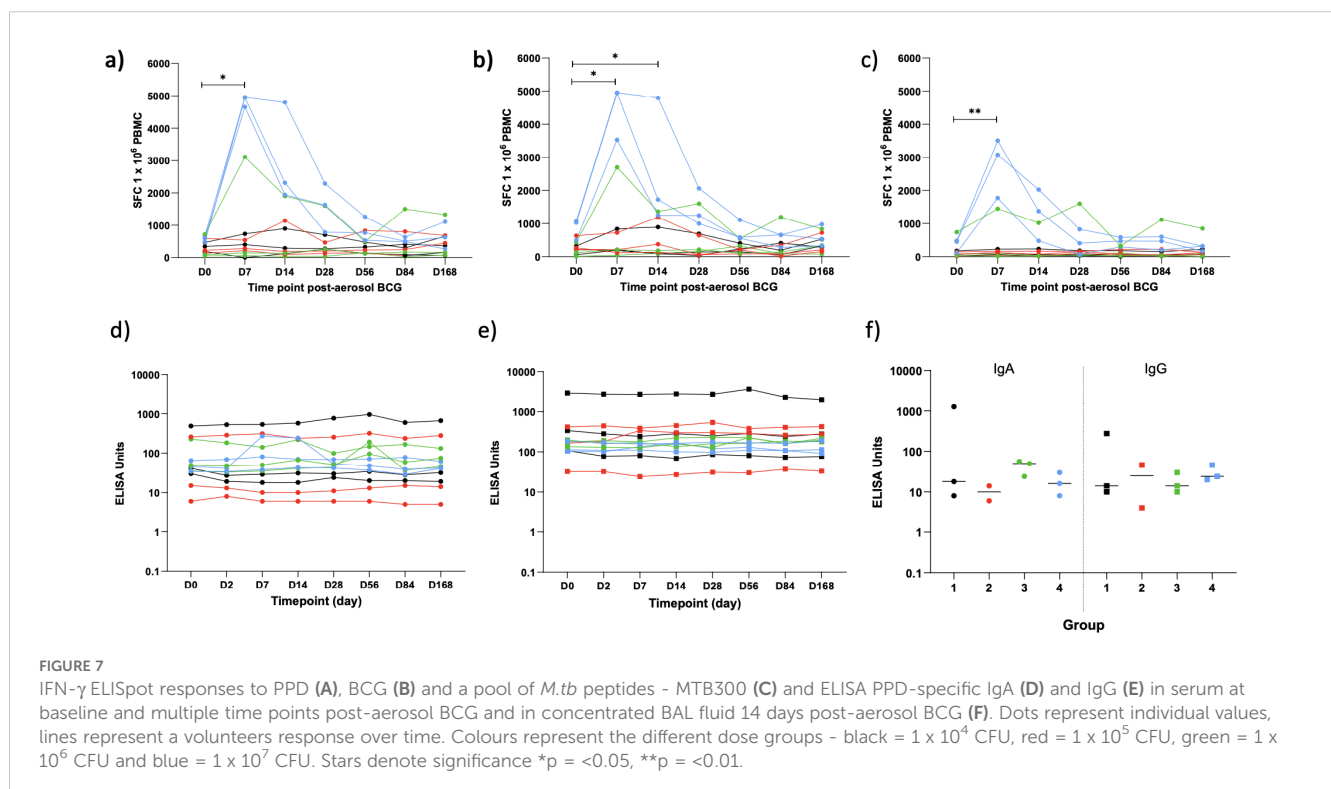 a)
6000
5000
4000
3000
2000
1000
0
SFC 1 x 10⁶ PBMC
*
D0 D7 D14 D28 D56 D84 D168
Time point post-aerosol BCG
b)
6000
5000
4000
3000
2000
1000
0
SFC 1 x 10⁶ PBMC
*
*
D0 D7 D14 D28 D56 D84 D168
Time point post-aerosol BCG
c)
6000
5000
4000
3000
2000
1000
0
SFC 1 x 10⁶ PBMC
**
D0 D7 D14 D28 D56 D84 D168
Time point post-aerosol BCG
d)
10000
1000
100
10
1
0.1
ELISA Units
D0 D2 D7 D14 D28 D56 D84 D168
Timepoint (day)
e)
10000
1000
100
10
1
0.1
ELISA Units
D0 D2 D7 D14 D28 D56 D84 D168
Timepoint (day)
f)
IgA IgG
10000
1000
100
10
1
0.1
ELISA Units
1 2 3 4 1 2 3 4
Group
FIGURE 7
IFN-γ ELISpot responses to PPD (A), BCG (B) and a pool of M.tb peptides - MTB300 (C) and ELISA PPD-specific IgA (D) and IgG (E) in serum at
baseline and multiple time points post-aerosol BCG and in concentrated BAL fluid 14 days post-aerosol BCG (F). Dots represent individual values,
lines represent a volunteers response over time. Colours represent the different dose groups - black = 1 x 10⁴ CFU, red = 1 x 10⁵ CFU, green = 1 x
10⁶ CFU and blue = 1 x 10⁷ CFU. Stars denote significance *p = <0.05, **p = <0.01.